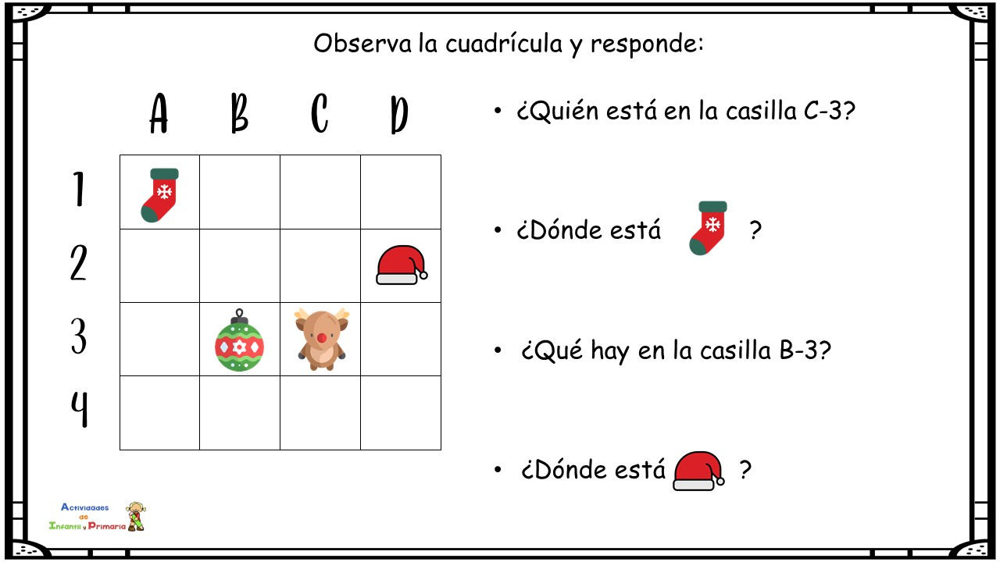 Observa la cuadrícula y responde:
A B C D
1
2
3
4
• ¿Quién está en la casilla C-3?
• ¿Dónde está ?
• ¿Qué hay en la casilla B-3?
• ¿Dónde está ?
Actividades
de
Infantil y Primaria